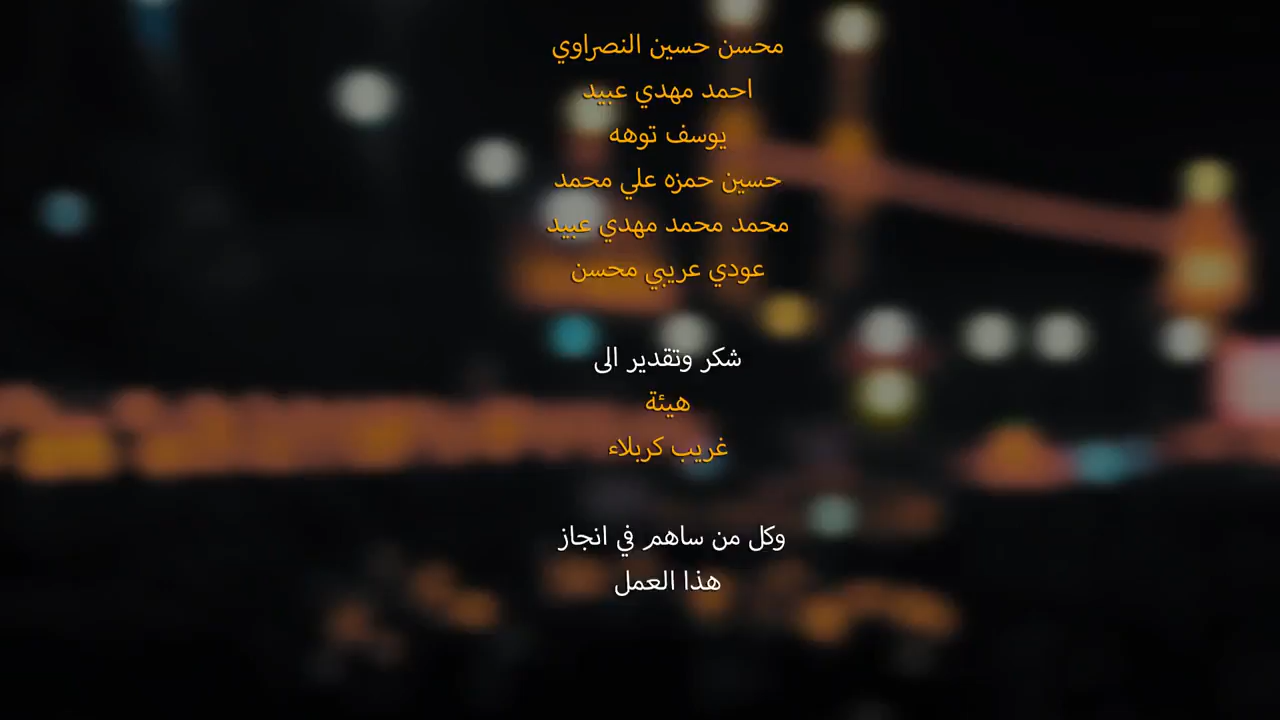 محسن حسين النصراوي
احمد مهدي عبيد
يوسف توهه
حسين حمزه علي محمد
محمد محمد مهدي عبيد
عودي عريبي محسن
شكر وتقدير الى
هيئة
غريب كربلاء
وكل من ساهم في انجاز
هذا العمل